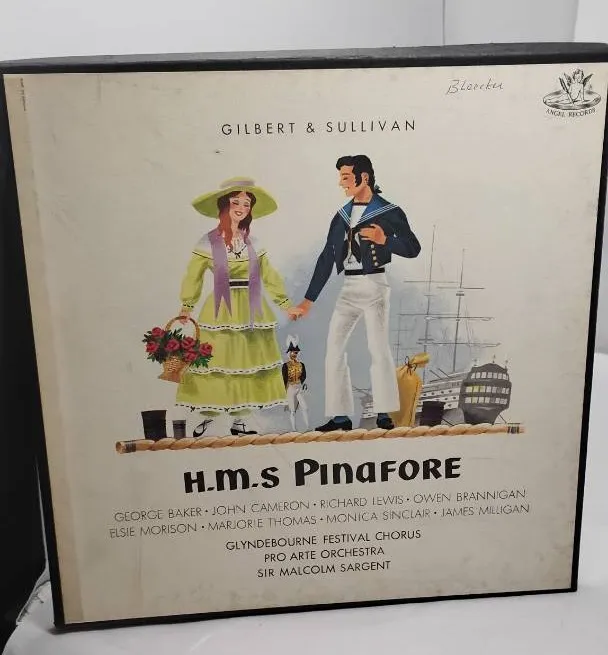 ANGEL RECORDS
GILBERT & SULLIVAN
H.M.S PINAFORE
GEORGE BAKER • JOHN CAMERON • RICHARD LEWIS • OWEN BRANNIGAN
ELSIE MORISON • MARJORIE THOMAS • MONICA SINCLAIR • JAMES MILLIGAN
GLYNDEBOURNE FESTIVAL CHORUS
PRO ARTE ORCHESTRA
SIR MALCOLM SARGENT